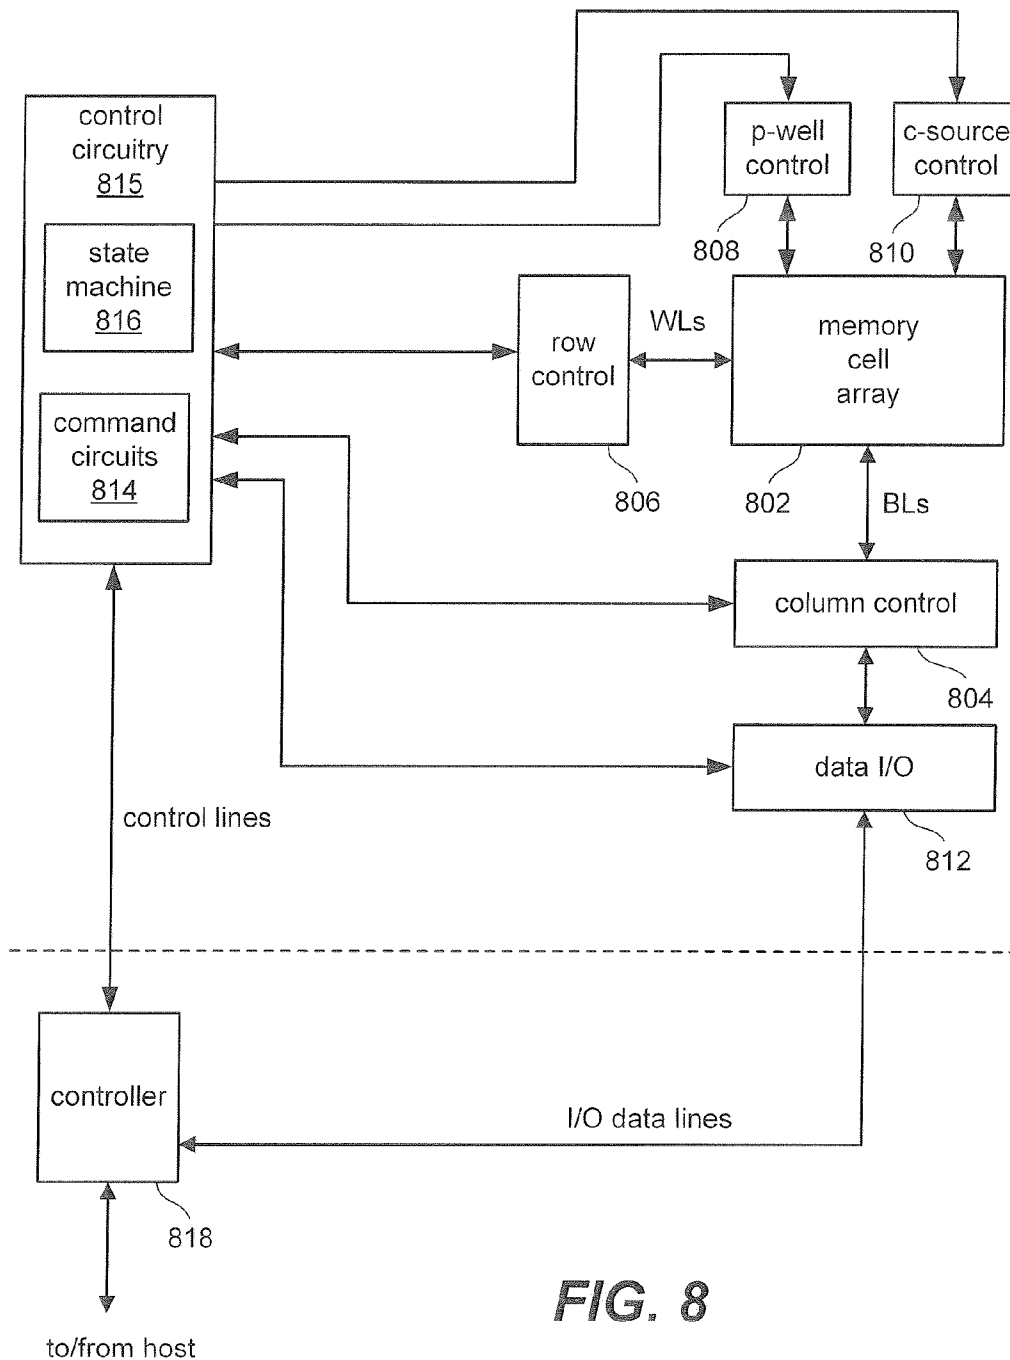 control
circuitry
815
state
machine
816
command
circuits
814
p-well
control
808
c-source
control
810
row
control
806
WLs
memory
cell
array
802
BLs
column control
804
data I/O
812
control lines
controller
818
I/O data lines
to/from host
FIG. 8